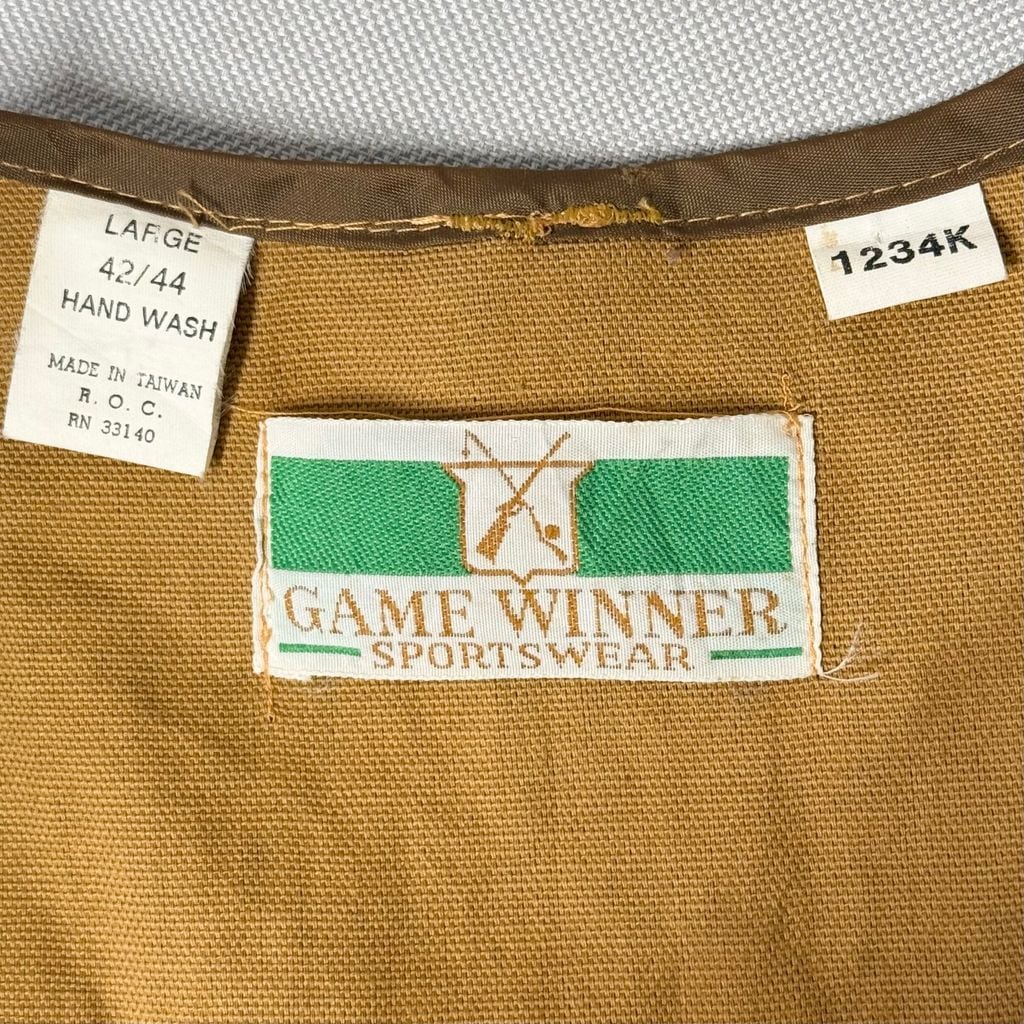 LARGE
42/44
HAND WASH
MADE IN TAIWAN
R. O. C.
RN 33140
1234K
GAME WINNER
SPORTSWEAR